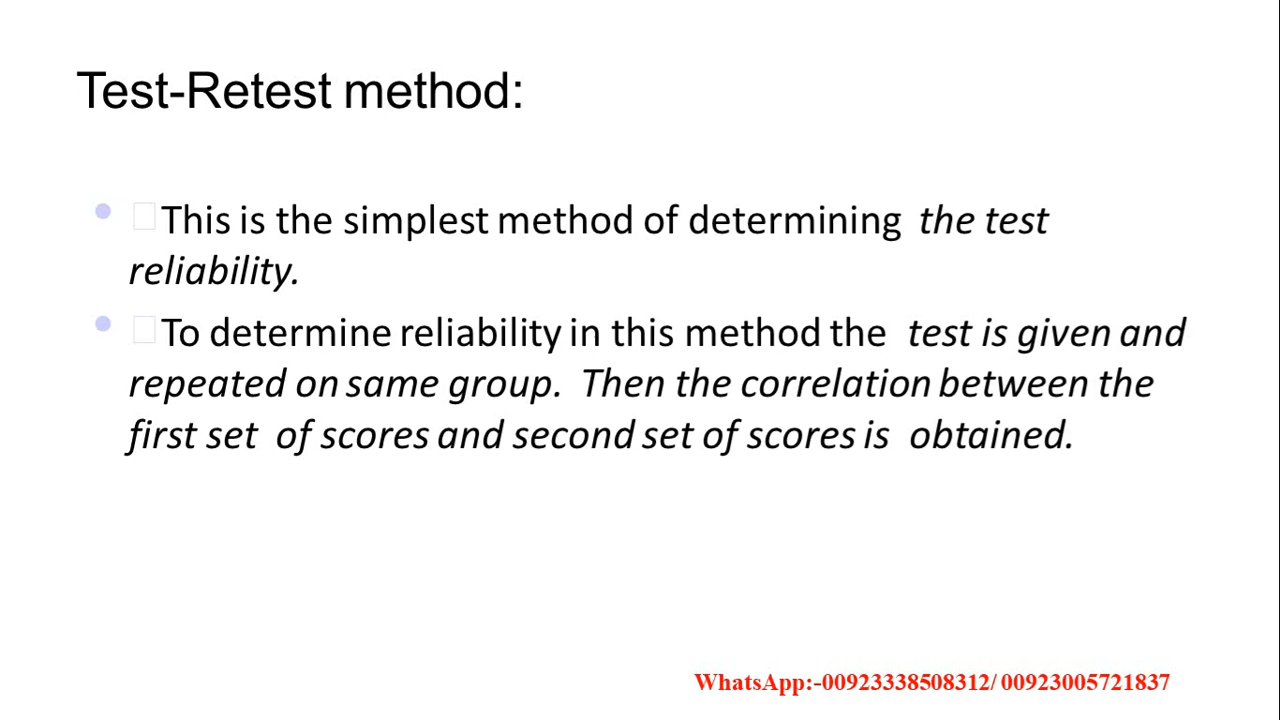 Test-Retest method:
This is the simplest method of determining the test
reliability.
To determine reliability in this method the test is given and
repeated on same group. Then the correlation between the
first set of scores and second set of scores is obtained.
WhatsApp:-00923338508312/ 00923005721837